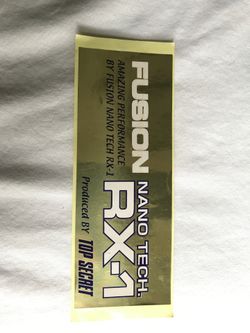 FUSION NANO TECH. RX-1
AMAZING PERFORMANCE
BY FUSION NANO TECH RX-1
Produced BY TOP SECRET